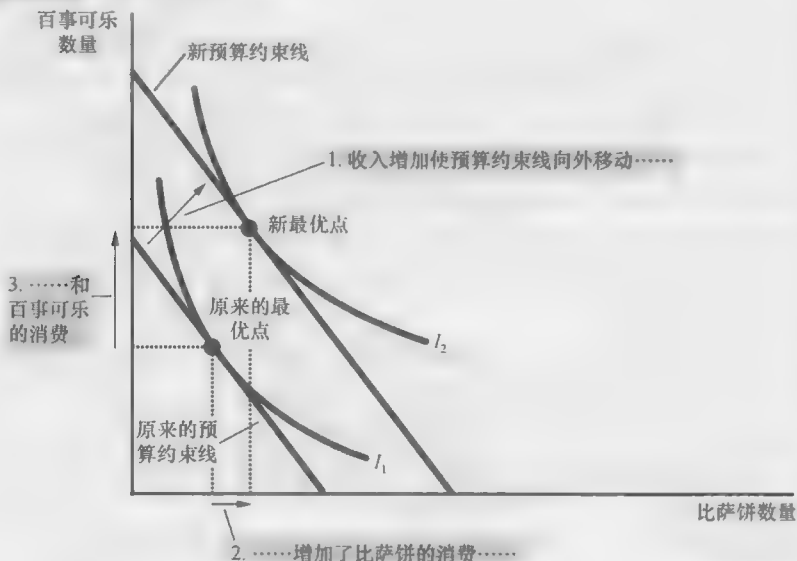 百事可乐
数量
新预算约束线
1. 收入增加使预算约束线向外移动……
新最优点
3. ……和
百事可乐
的消费
原来的最
优点
I₂
原来的预
算约束线
I₁
比萨饼数量
2. ……增加了比萨饼的消费……